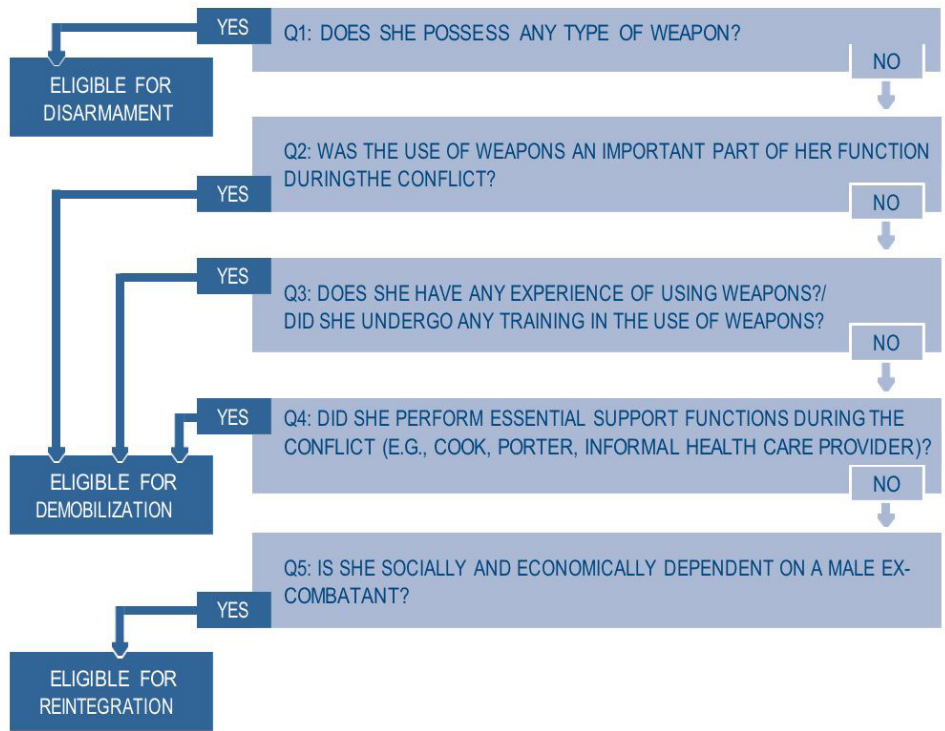 YES
Q1: DOES SHE POSSESS ANY TYPE OF WEAPON?
NO
ELIGIBLE FOR
DISARMAMENT
Q2: WAS THE USE OF WEAPONS AN IMPORTANT PART OF HER FUNCTION
DURINGTHE CONFLICT?
YES
NO
YES
Q3: DOES SHE HAVE ANY EXPERIENCE OF USING WEAPONS?/
DID SHE UNDERGO ANY TRAINING IN THE USE OF WEAPONS?
NO
YES
Q4: DID SHE PERFORM ESSENTIAL SUPPORT FUNCTIONS DURING THE
CONFLICT (E.G., COOK, PORTER, INFORMAL HEALTH CARE PROVIDER)?
NO
ELIGIBLE FOR
DEMOBILIZATION
Q5: IS SHE SOCIALLY AND ECONOMICALLY DEPENDENT ON A MALE EX-
COMBATANT?
YES
ELIGIBLE FOR
REINTEGRATION